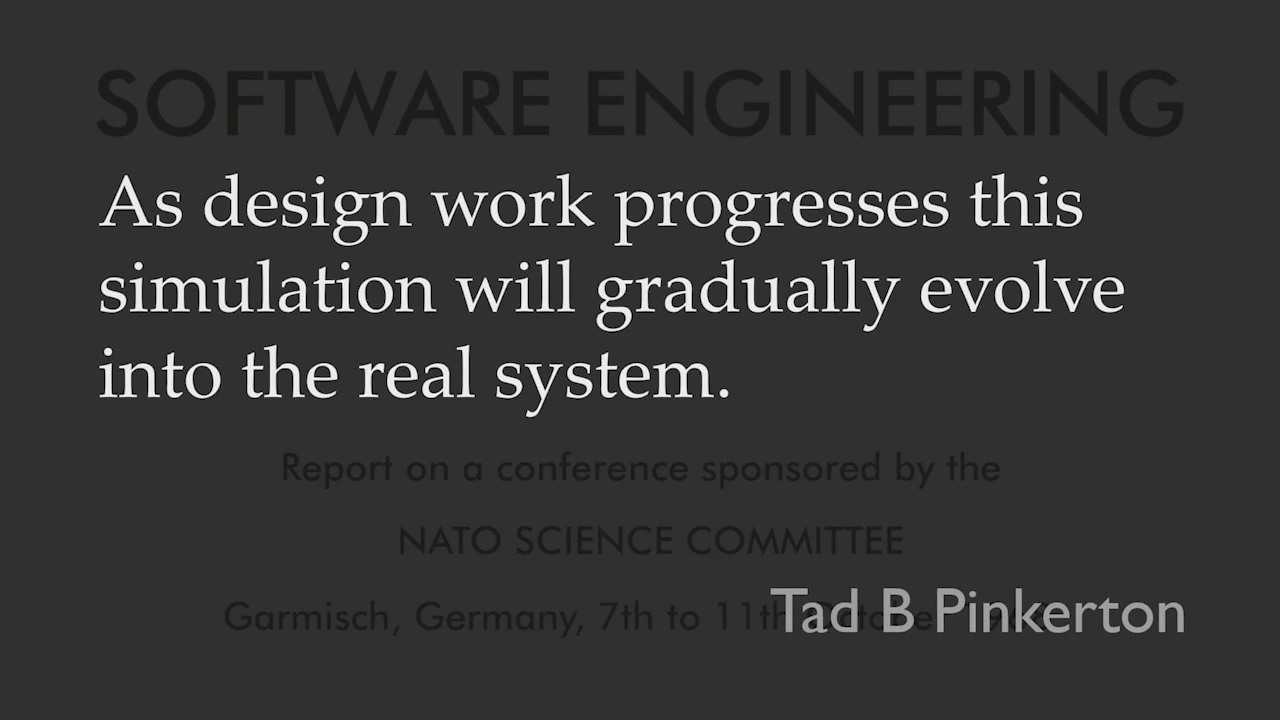 SOFTWARE ENGINEERING
As design work progresses this
simulation will gradually evolve
into the real system.
Report on a conference sponsored by the
NATO SCIENCE COMMITTEE
Garmisch, Germany, 7th to 11th
Tad B Pinkerton